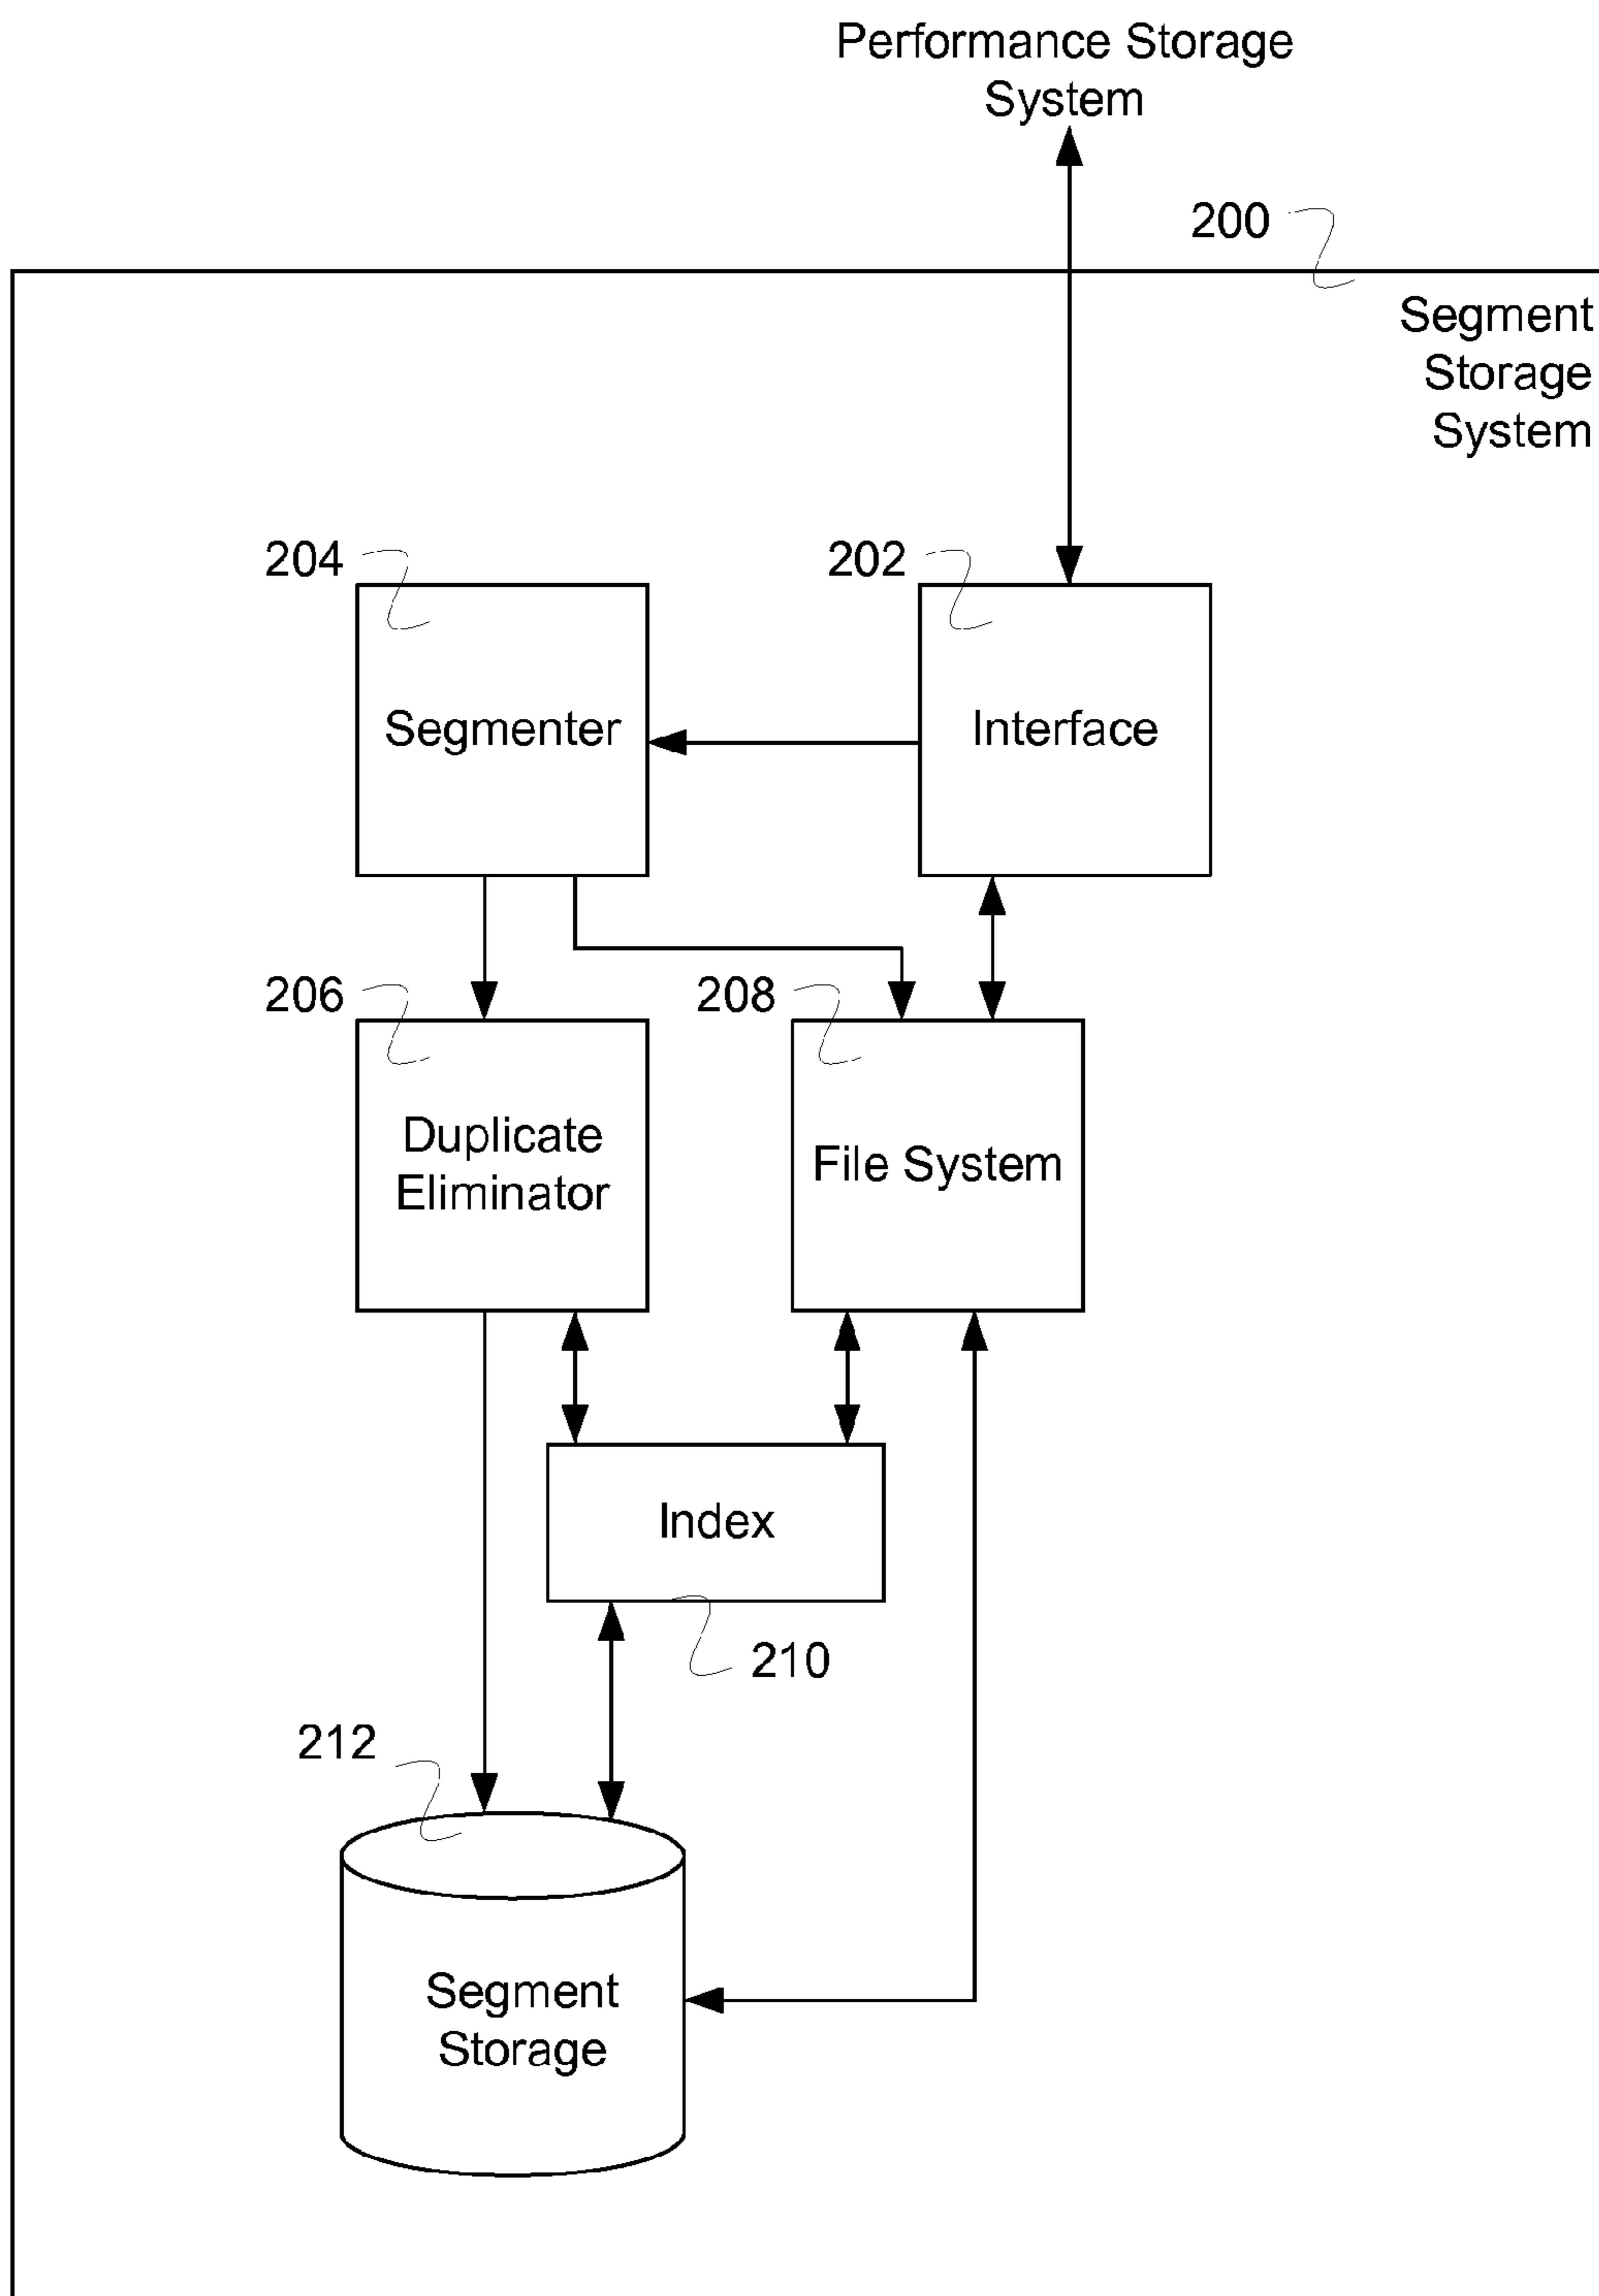 Performance Storage
System
200
Segment
Storage
System
204
202
Segmenter
Interface
206
208
Duplicate
Eliminator
File System
Index
210
212
Segment
Storage